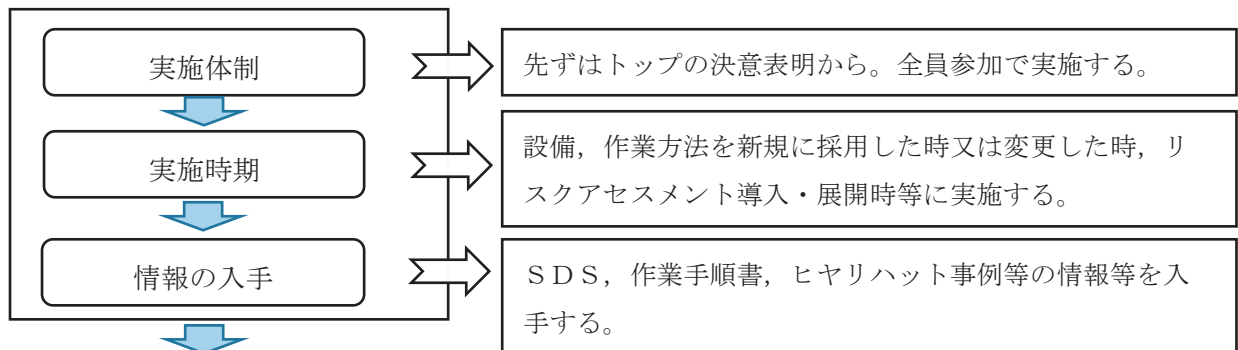 実施体制
先ずはトップの決意表明から。全員参加で実施する。
実施時期
設備，作業方法を新規に採用した時又は変更した時，リ
スクアセスメント導入・展開時等に実施する。
情報の入手
ＳＤＳ，作業手順書，ヒヤリハット事例等の情報等を入
手する。